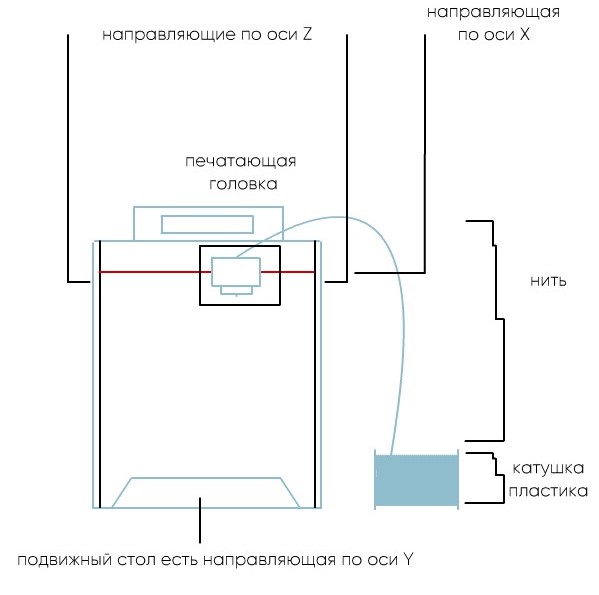 направляющая
по оси X
направляющие по оси Z
печатающая
головка
нить
катушка
пластика
подвижный стол есть направляющая по оси Y